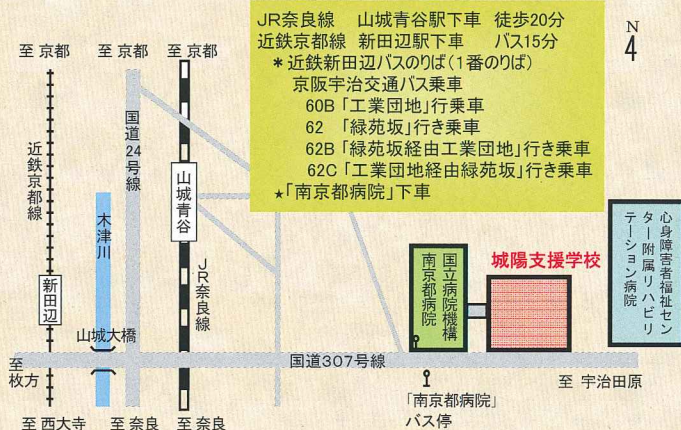 JR奈良線 山城青谷駅下車 徒歩20分
近鉄京都線 新田辺駅下車 バス15分
＊近鉄新田辺バスのりば（1番のりば）
京阪宇治交通バス乗車
60B「工業団地」行乗車
62 「緑苑坂」行き乗車
62B「緑苑坂経由工業団地」行き乗車
62C「工業団地経由緑苑坂」行き乗車
★「南京都病院」下車
N
至 京都
至 京都
至 京都
近鉄京都線
国道24号線
山城青谷
木津川
JR奈良線
新田辺
山城大橋
国立病院機構
南京都病院
城陽支援学校
心身障害者福祉セン
ター附属リハビリ
テーション病院
至
枚方
国道307号線
至 宇治田原
「南京都病院」
バス停
至 西大寺
至 奈良
至 奈良